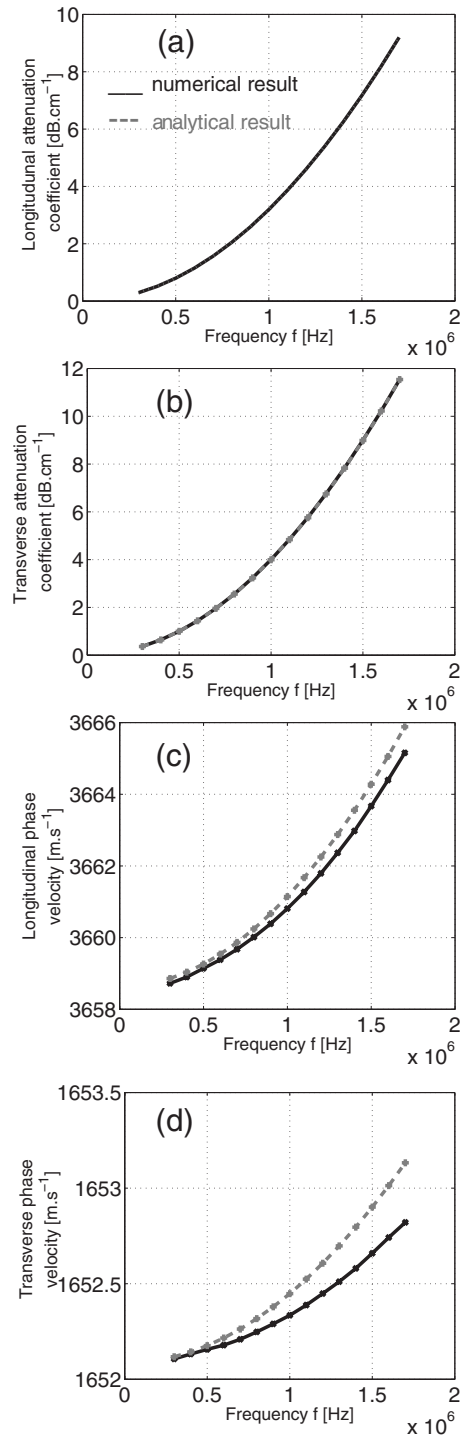 10
8
6
4
2
0
Longitudunal attenuation
coefficient [dB.cm⁻¹]
(a)
numerical result
analytical result
0 0.5 1 1.5 2
Frequency f [Hz]
x 10⁶
12
10
8
6
4
2
0
Transverse attenuation
coefficient [dB.cm⁻¹]
(b)
0 0.5 1 1.5 2
Frequency f [Hz]
x 10⁶
3666
3664
3662
3660
3658
Longitudinal phase
velocity [m.s⁻¹]
(c)
0 0.5 1 1.5 2
Frequency f [Hz]
x 10⁶
1653.5
1653
1652.5
1652
Transverse phase
velocity [m.s⁻¹]
(d)
0 0.5 1 1.5 2
Frequency f [Hz]
x 10⁶